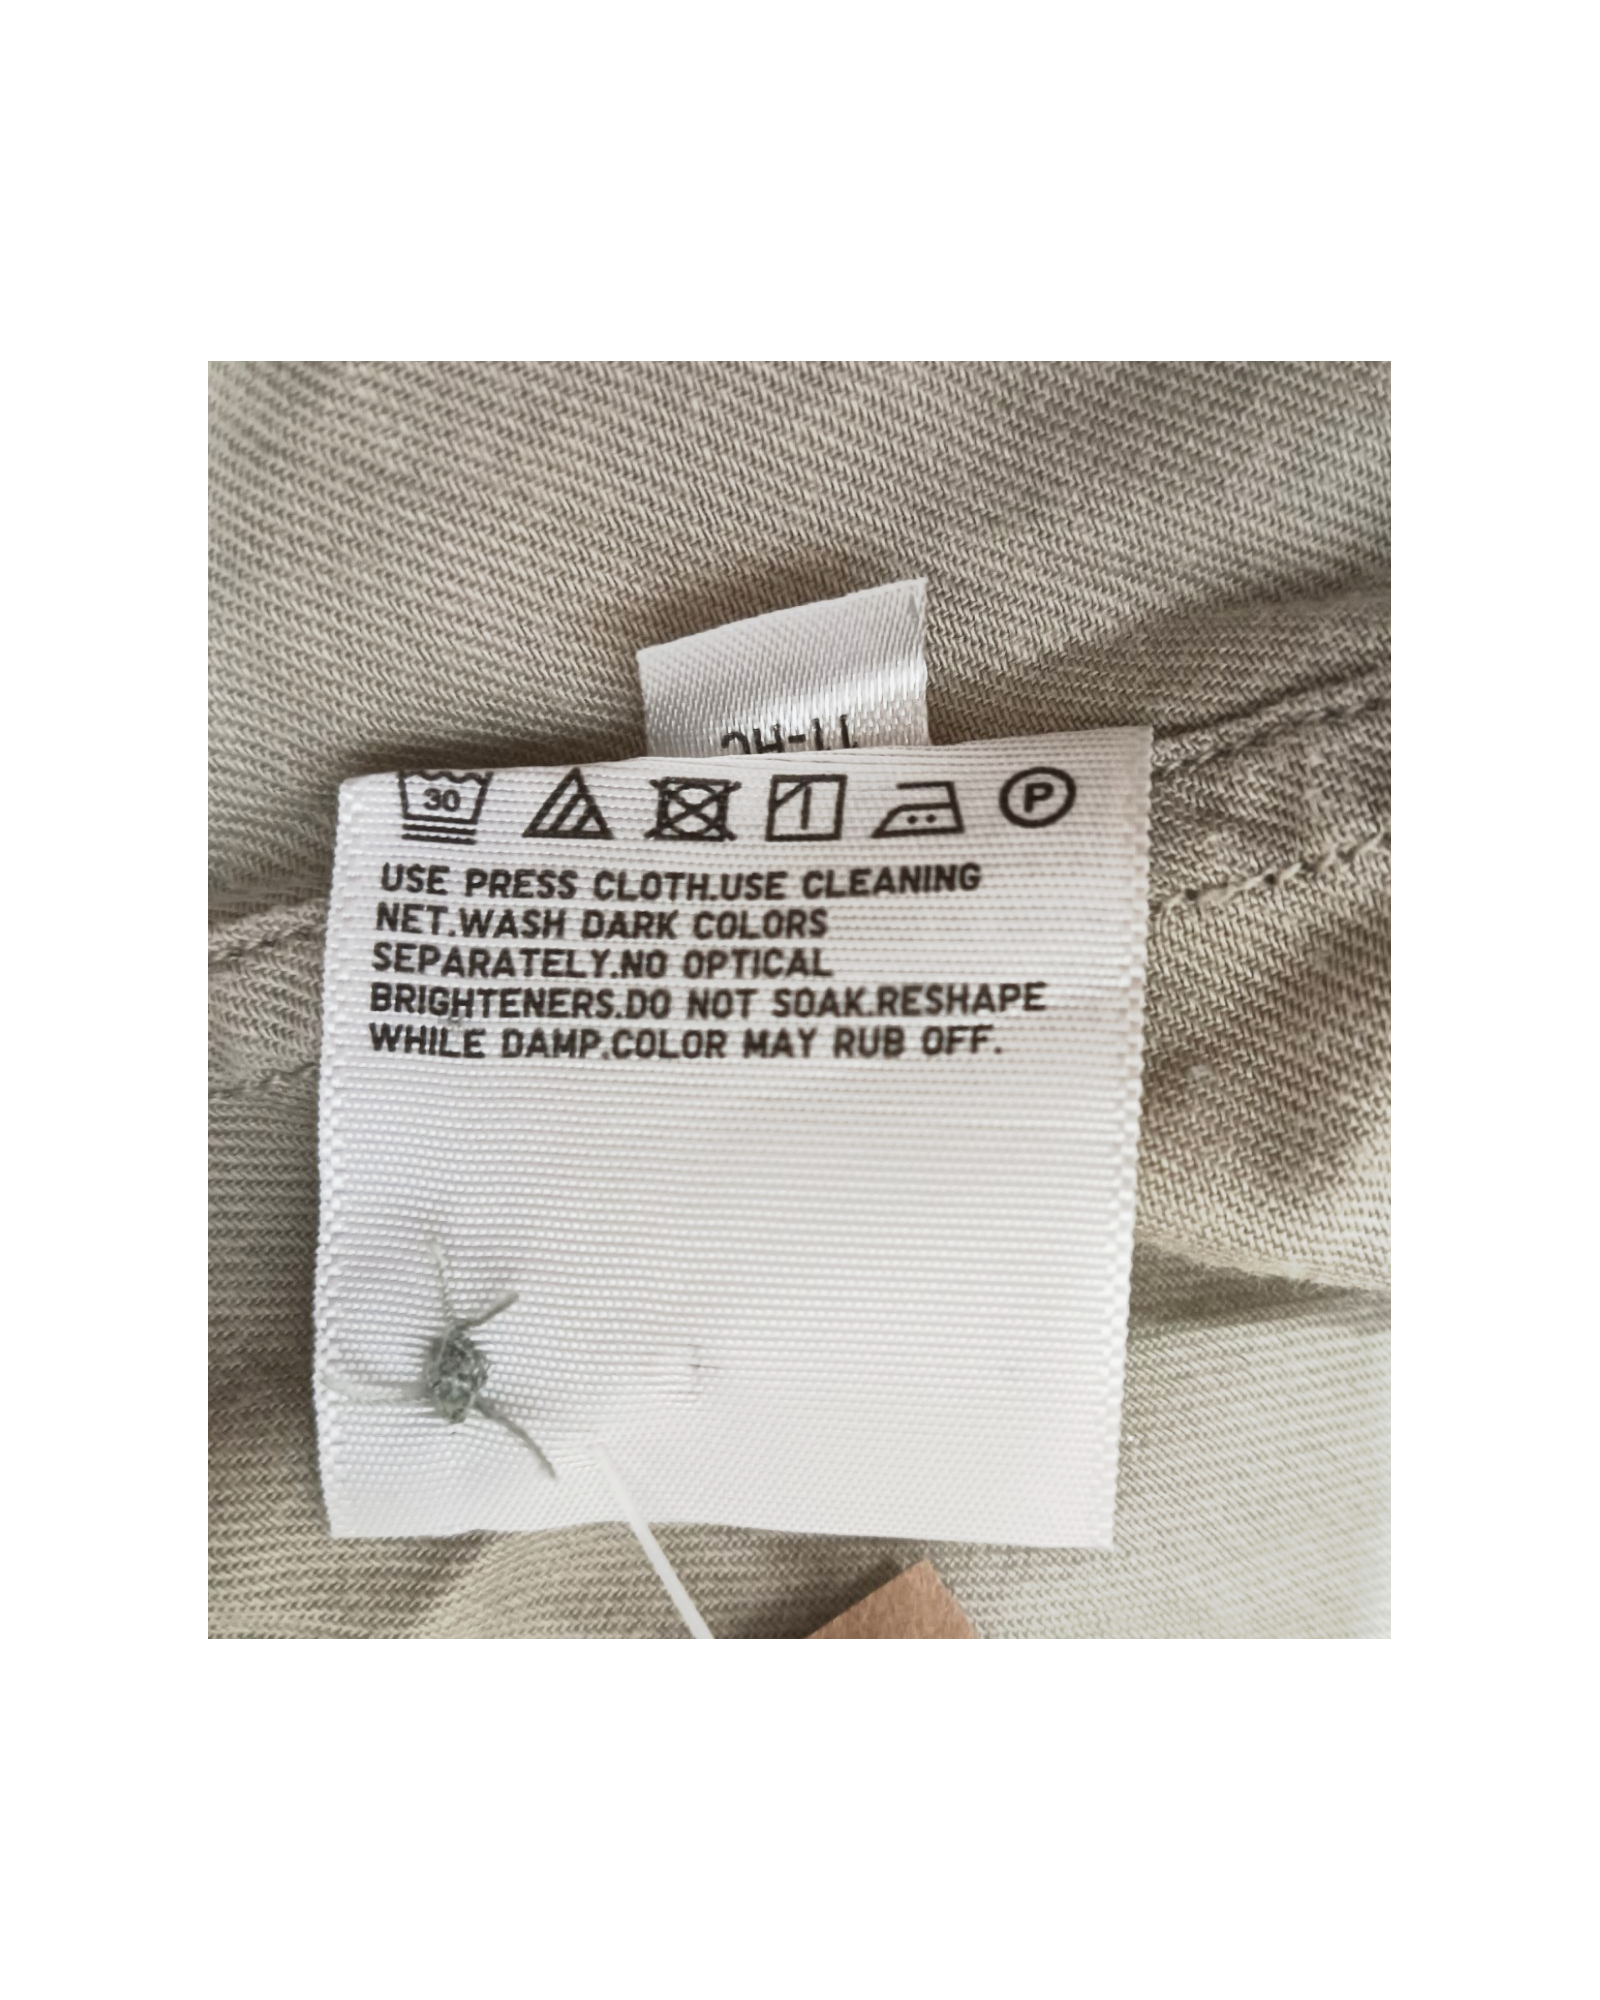 30
P
USE PRESS CLOTH.USE CLEANING
NET.WASH DARK COLORS
SEPARATELY.NO OPTICAL
BRIGHTENERS.DO NOT SOAK.RESHAPE
WHILE DAMP.COLOR MAY RUB OFF.